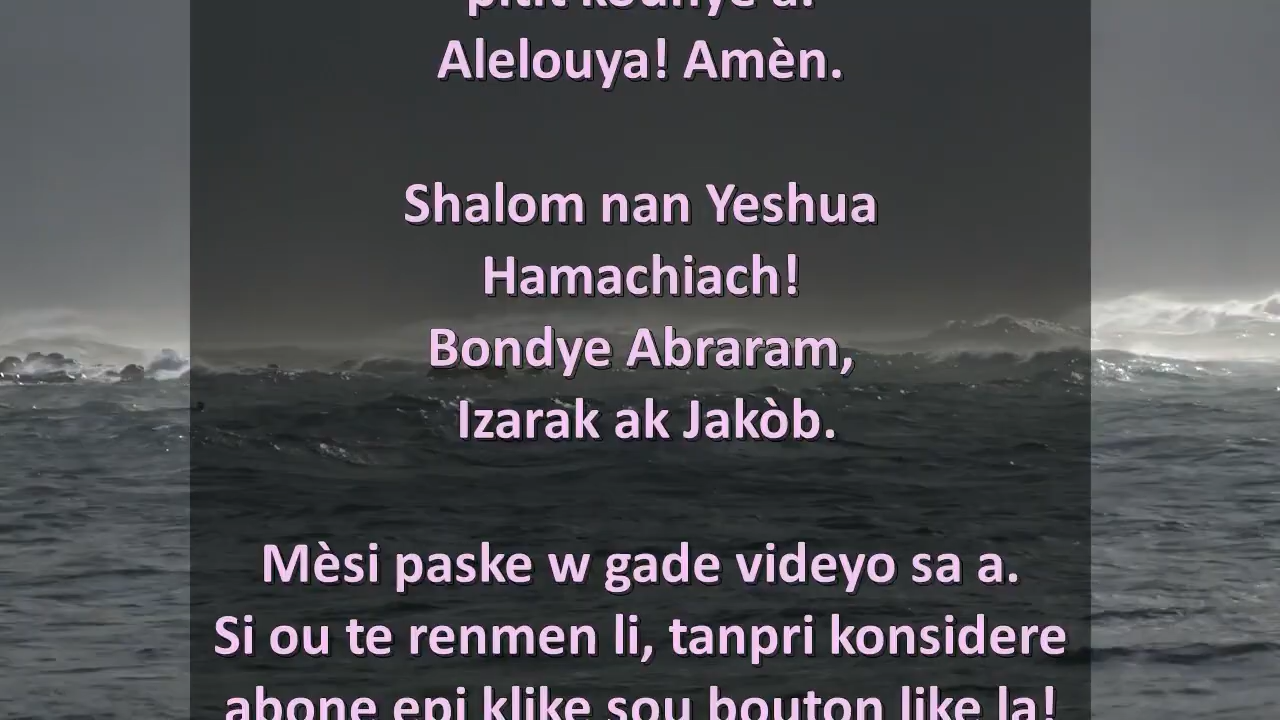 pitit kounye a!
Alelouya! Amèn.
Shalom nan Yeshua
Hamachiach!
Bondye Abraram,
Izarak ak Jakòb.
Mèsi paske w gade videyo sa a.
Si ou te renmen li, tanpri konsidere
abone epi klike sou bouton like la!